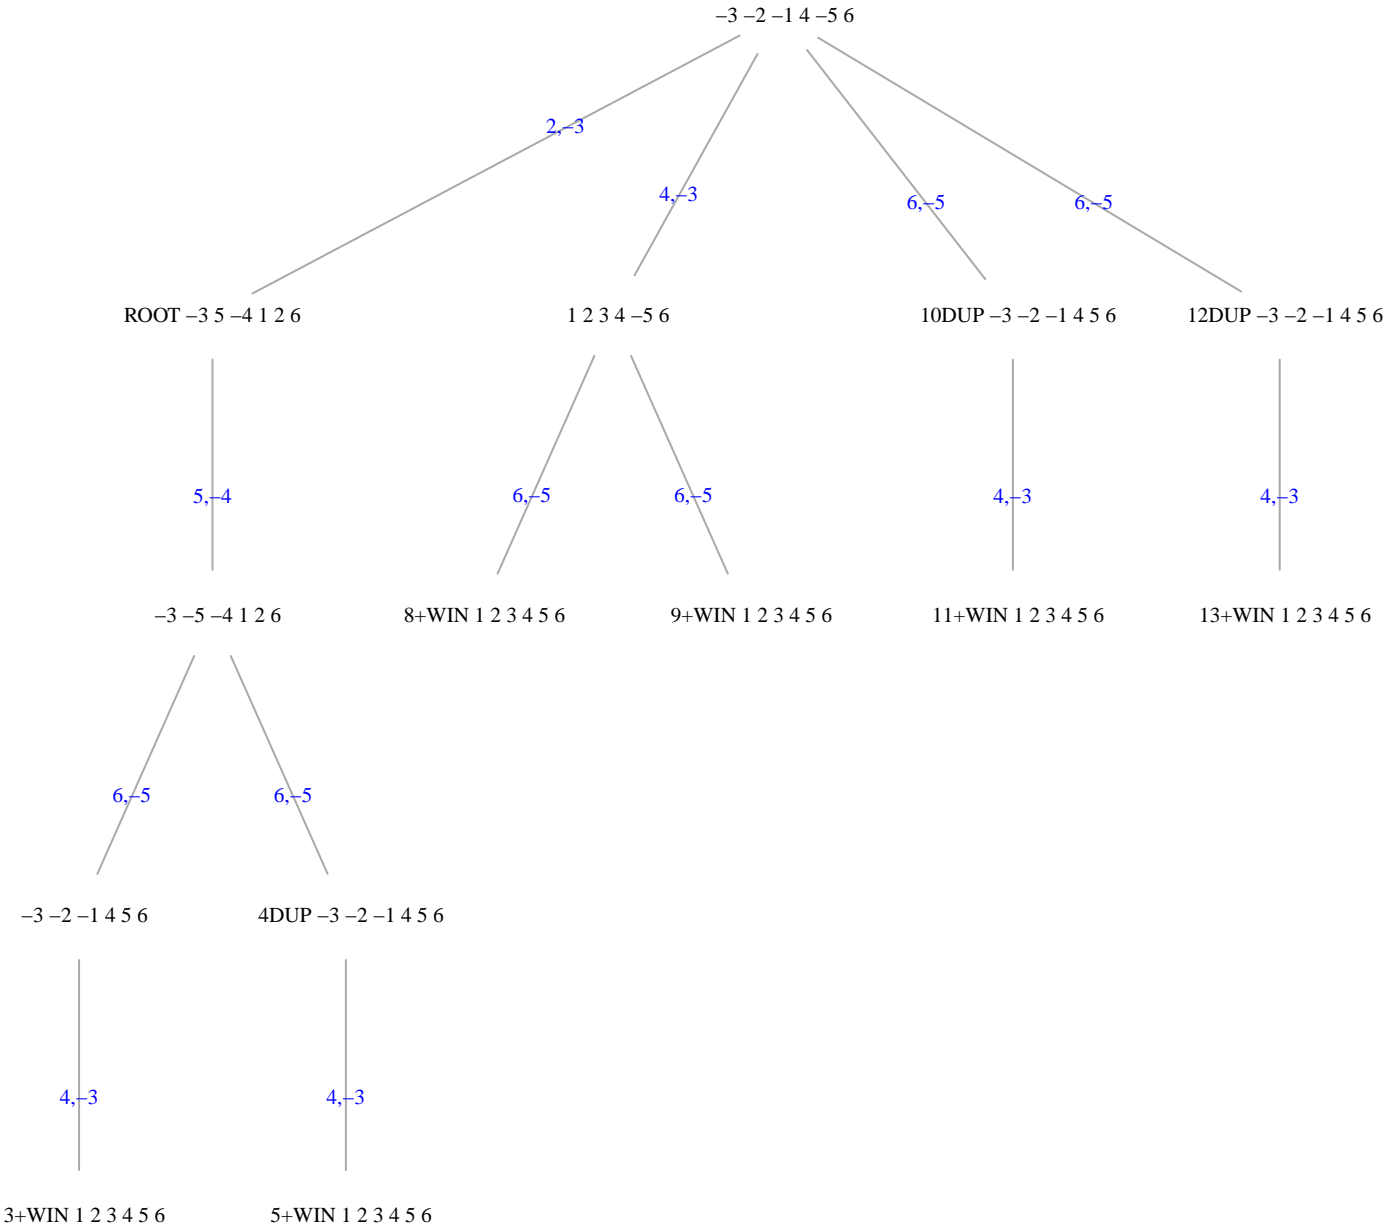 –3 –2 –1 4 –5 6
2,–3
4,–3
6,–5
6,–5
ROOT –3 5 –4 1 2 6
1 2 3 4 –5 6
10DUP –3 –2 –1 4 5 6
12DUP –3 –2 –1 4 5 6
5,–4
6,–5
6,–5
4,–3
4,–3
–3 –5 –4 1 2 6
8+WIN 1 2 3 4 5 6
9+WIN 1 2 3 4 5 6
11+WIN 1 2 3 4 5 6
13+WIN 1 2 3 4 5 6
6,–5
6,–5
–3 –2 –1 4 5 6
4DUP –3 –2 –1 4 5 6
4,–3
4,–3
3+WIN 1 2 3 4 5 6
5+WIN 1 2 3 4 5 6